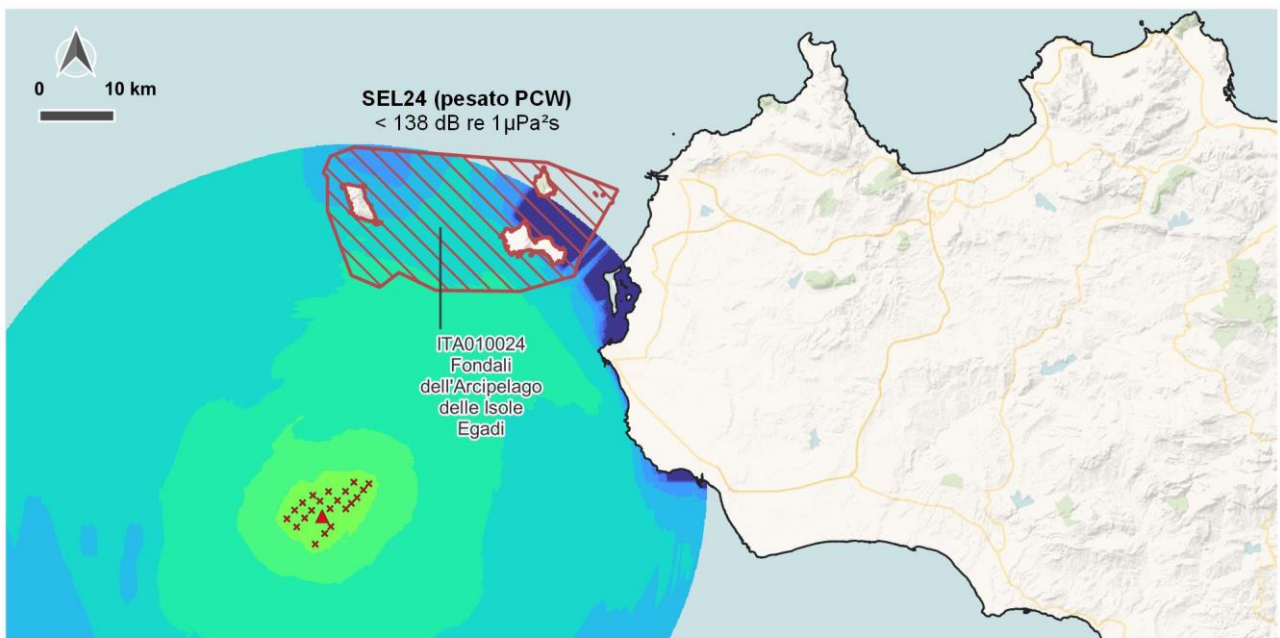 0 10 km
SEL24 (pesato PCW)
< 138 dB re 1µPa²s
ITA010024
Fondali
dell'Arcipelago
delle Isole
Egadi